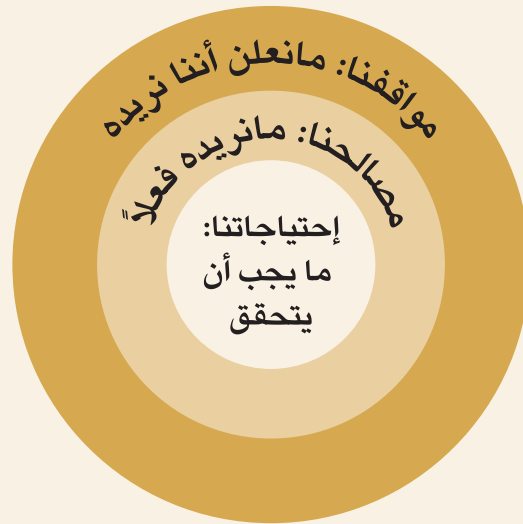 مواقفنا: مانعلن أننا نريده
مصالحنا: مانريده فعلاً
إحتياجاتنا:
ما يجب أن
يتحقق